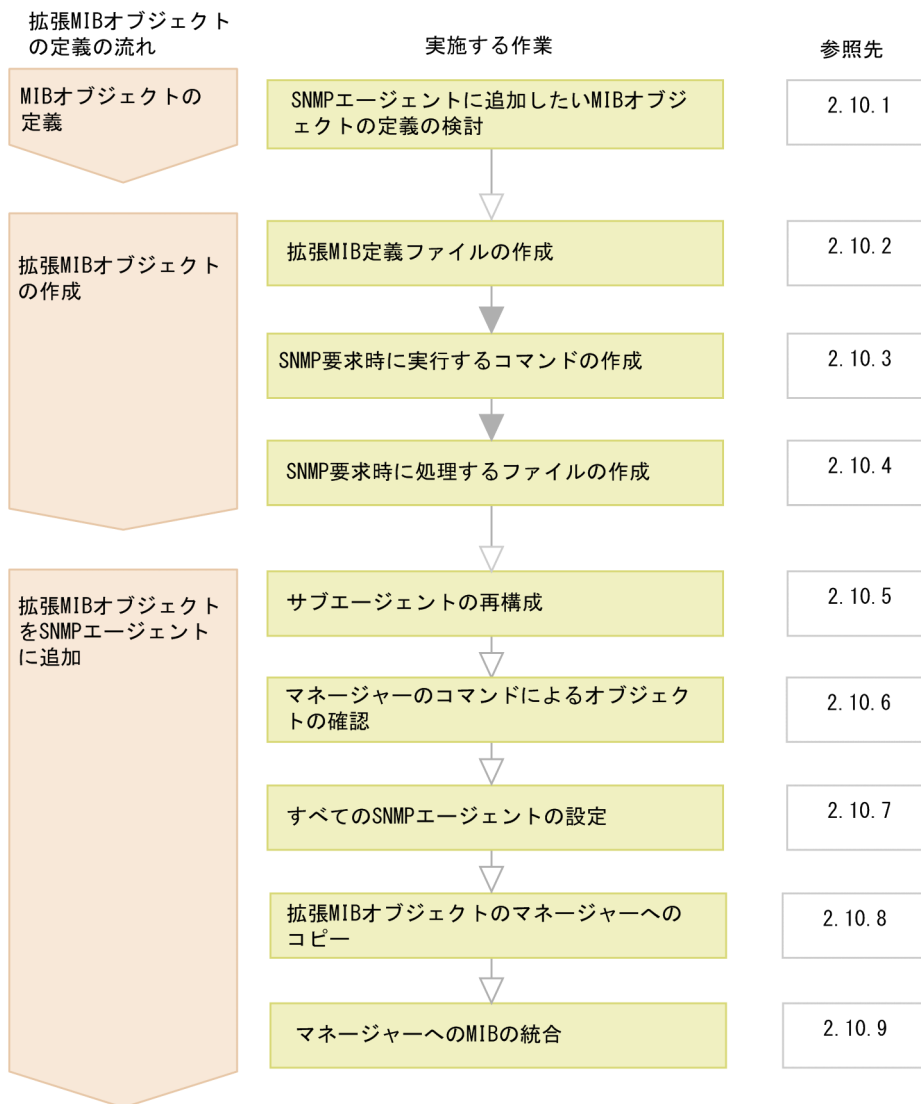 拡張MIBオブジェクト
の定義の流れ
実施する作業
参照先
MIBオブジェクトの
定義
SNMPエージェントに追加したいMIBオブジ
ェクトの定義の検討
2.10.1
拡張MIBオブジェクト
の作成
拡張MIB定義ファイルの作成
2.10.2
SNMP要求時に実行するコマンドの作成
2.10.3
SNMP要求時に処理するファイルの作成
2.10.4
拡張MIBオブジェクト
をSNMPエージェント
に追加
サブエージェントの再構成
2.10.5
マネージャーのコマンドによるオブジェク
トの確認
2.10.6
すべてのSNMPエージェントの設定
2.10.7
拡張MIBオブジェクトのマネージャーへの
コピー
2.10.8
マネージャーへのMIBの統合
2.10.9